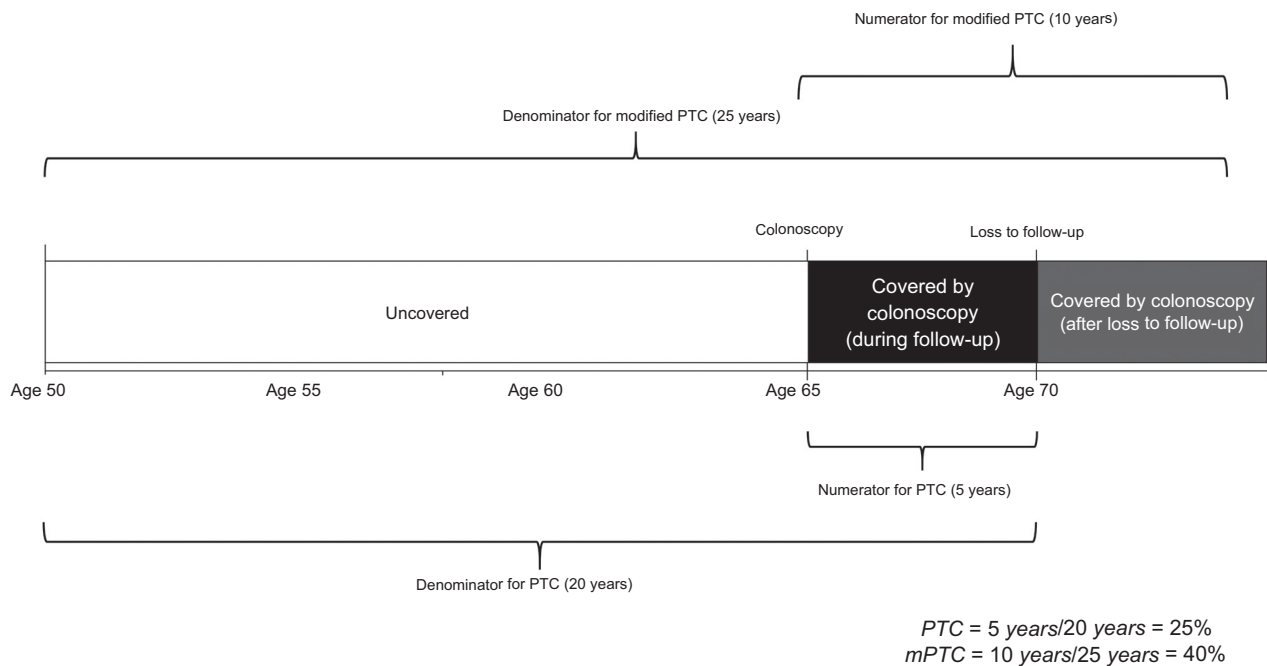 Numerator for modified PTC (10 years)
Denominator for modified PTC (25 years)
Colonoscopy
Loss to follow-up
Uncovered
Covered by
colonoscopy
(during follow-up)
Covered by colonoscopy
(after loss to follow-up)
Age 50
Age 55
Age 60
Age 65
Age 70
Numerator for PTC (5 years)
Denominator for PTC (20 years)
PTC = 5 years/20 years = 25%
mPTC = 10 years/25 years = 40%